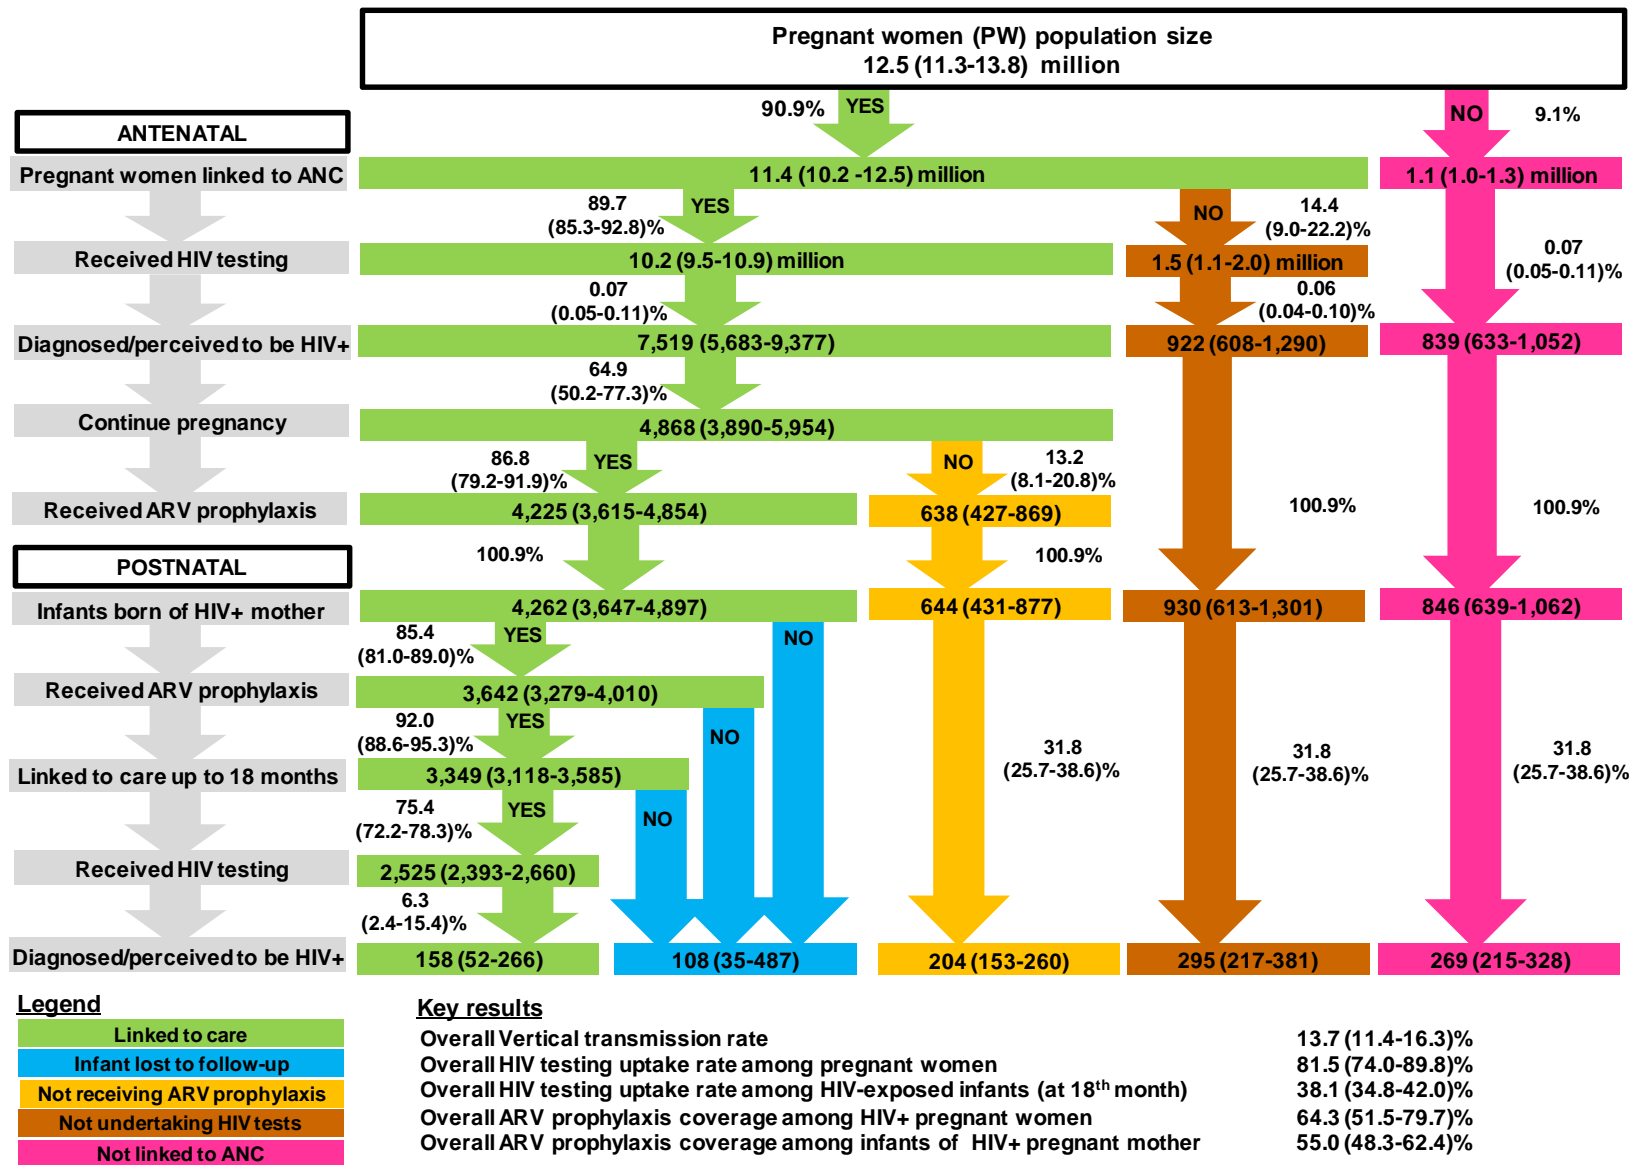 Pregnant women (PW) population size
12.5 (11.3-13.8) million
90.9% YES
NO 9.1%
ANTENATAL
Pregnant women linked to ANC
11.4 (10.2 -12.5) million
1.1 (1.0-1.3) million
89.7
(85.3-92.8)%
YES
NO
14.4
(9.0-22.2)%
Received HIV testing
10.2 (9.5-10.9) million
1.5 (1.1-2.0) million
0.07
(0.05-0.11)%
0.07
(0.05-0.11)%
0.06
(0.04-0.10)%
Diagnosed/perceived to be HIV+
7,519 (5,683-9,377)
922 (608-1,290)
839 (633-1,052)
64.9
(50.2-77.3)%
Continue pregnancy
4,868 (3,890-5,954)
86.8
(79.2-91.9)%
YES
NO
13.2
(8.1-20.8)%
Received ARV prophylaxis
4,225 (3,615-4,854)
638 (427-869)
100.9%
100.9%
100.9%
100.9%
POSTNATAL
Infants born of HIV+ mother
4,262 (3,647-4,897)
644 (431-877)
930 (613-1,301)
846 (639-1,062)
85.4
(81.0-89.0)%
YES
NO
Received ARV prophylaxis
3,642 (3,279-4,010)
92.0
(88.6-95.3)%
YES
NO
31.8
(25.7-38.6)%
31.8
(25.7-38.6)%
31.8
(25.7-38.6)%
Linked to care up to 18 months
3,349 (3,118-3,585)
75.4
(72.2-78.3)%
YES
NO
Received HIV testing
2,525 (2,393-2,660)
6.3
(2.4-15.4)%
Diagnosed/perceived to be HIV+
158 (52-266)
108 (35-487)
204 (153-260)
295 (217-381)
269 (215-328)
Legend
Linked to care
Infant lost to follow-up
Not receiving ARV prophylaxis
Not undertaking HIV tests
Not linked to ANC
Key results
Overall Vertical transmission rate 13.7 (11.4-16.3)%
Overall HIV testing uptake rate among pregnant women 81.5 (74.0-89.8)%
Overall HIV testing uptake rate among HIV-exposed infants (at 18th month) 38.1 (34.8-42.0)%
Overall ARV prophylaxis coverage among HIV+ pregnant women 64.3 (51.5-79.7)%
Overall ARV prophylaxis coverage among infants of HIV+ pregnant mother 55.0 (48.3-62.4)%